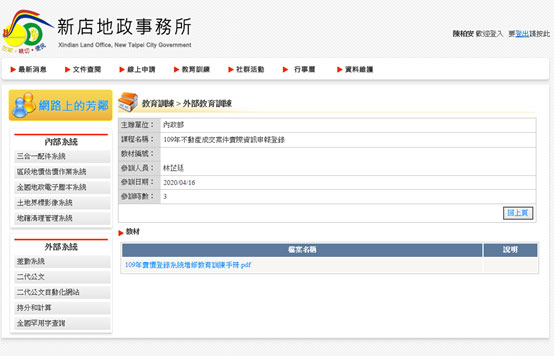 新店地政事務所
Xindian Land Office, New Taipei City Government
陳柏安 歡迎登入 要登出請按此
最新消息 文件查閱 線上申請 教育訓練 社群活動 行事曆 資料維護
網路上的芳鄰
內部系統
三合一配件系統
區段地價估價作業系統
全國地政電子謄本系統
土地界標影像系統
地籍清理管理系統
外部系統
差勤系統
二代公文
二代公文自動化網站
持分和計算
全國罕用字查詢
教育訓練 > 外部教育訓練
主辦單位： 內政部
課程名稱： 109年不動產成交案件實際資訊申報登錄
教材編號：
參訓人員： 林芷廷
參訓日期： 2020/04/16
參訓時數： 3
回上頁
教材
檔案名稱 說明
109年實價登錄系統增修教育訓練手冊.pdf